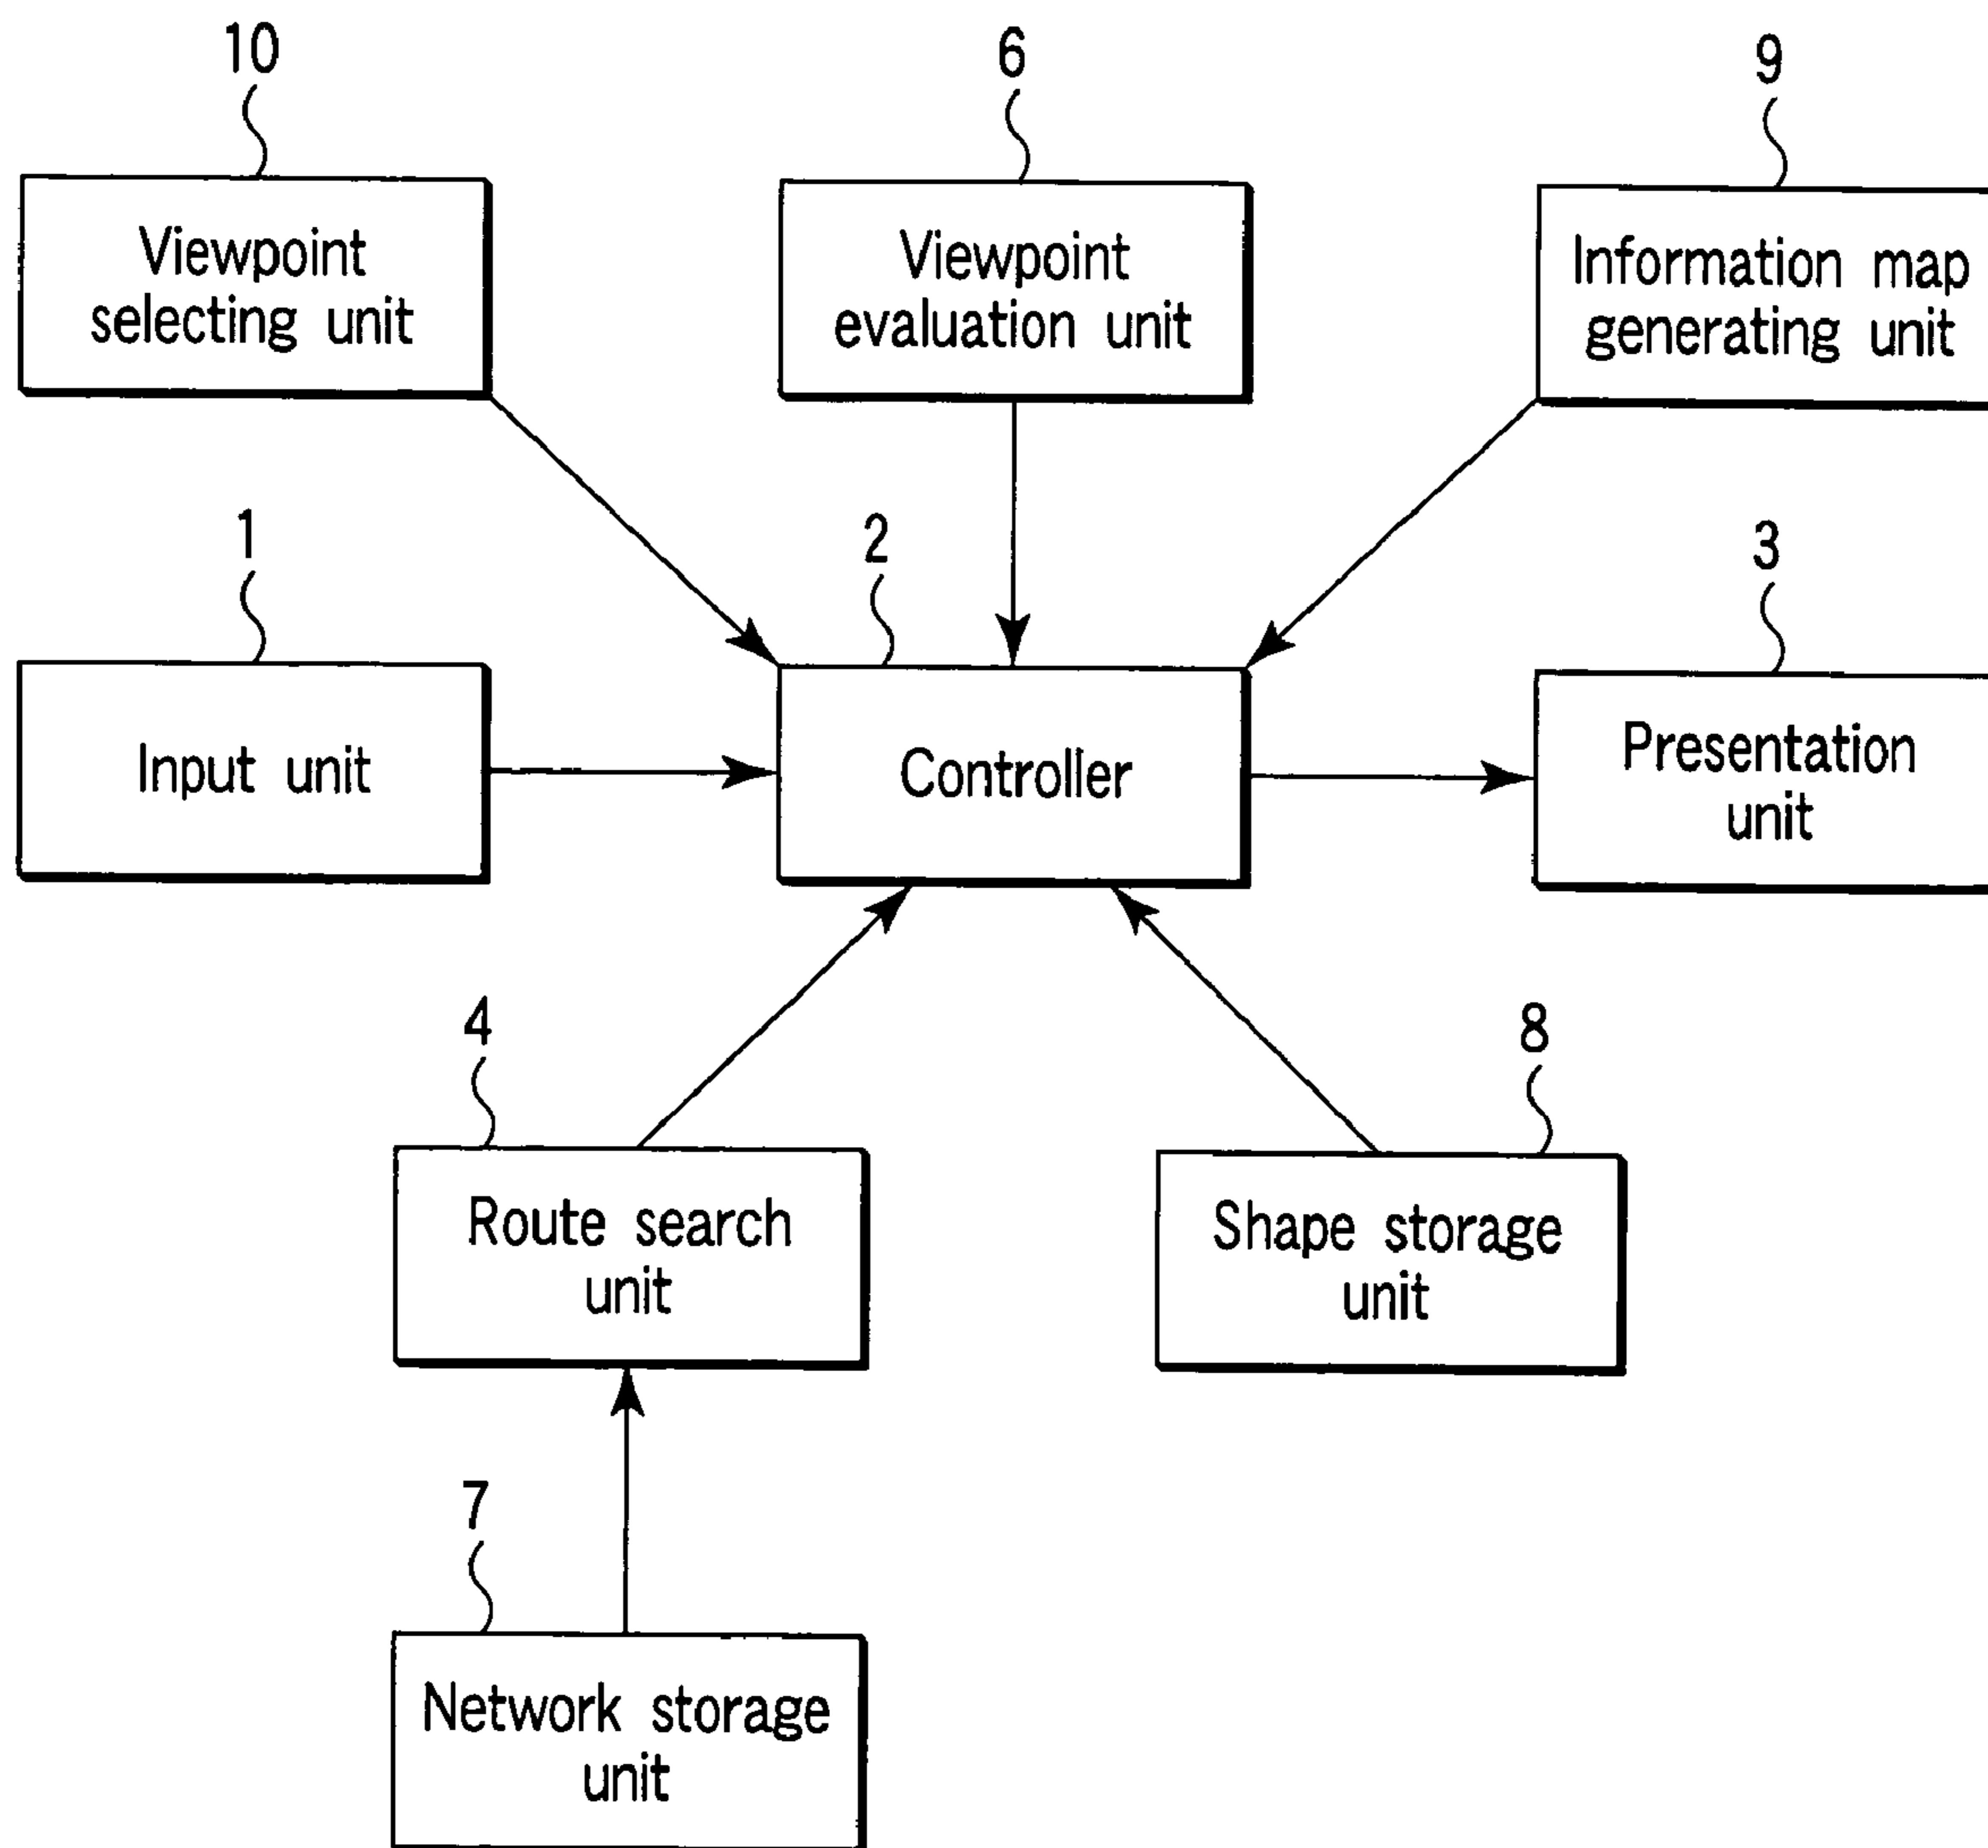 10
6
9
Viewpoint
selecting unit
Viewpoint
evaluation unit
Information map
generating unit
1
2
3
Input unit
Controller
Presentation
unit
4
8
Route search
unit
Shape storage
unit
7
Network storage
unit